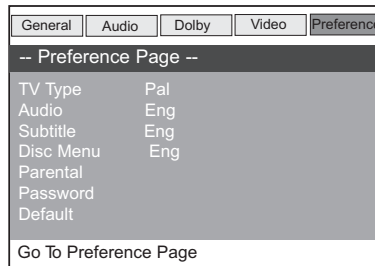 General Audio Dolby Video Preference
-- Preference Page --
TV Type Pal
Audio Eng
Subtitle Eng
Disc Menu Eng
Parental
Password
Default
Go To Preference Page